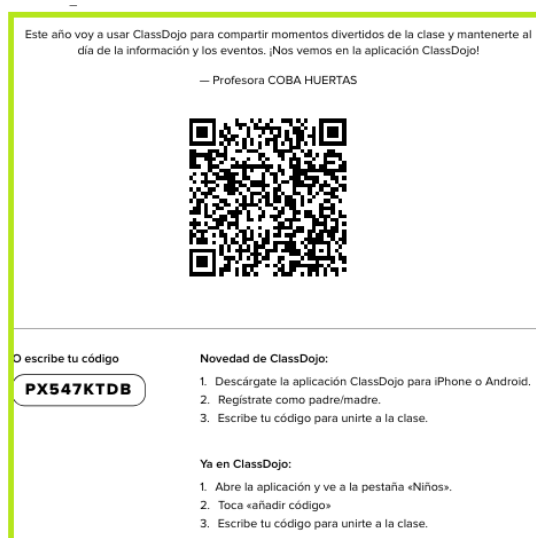 Este año voy a usar ClassDojo para compartir momentos divertidos de la clase y mantenerte al
día de la información y los eventos. ¡Nos vemos en la aplicación ClassDojo!
— Profesora COBA HUERTAS
O escribe tu código
PX547KTDB
Novedad de ClassDojo:
1. Descárgate la aplicación ClassDojo para iPhone o Android.
2. Regístrate como padre/madre.
3. Escribe tu código para unirte a la clase.
Ya en ClassDojo:
1. Abre la aplicación y ve a la pestaña «Niños».
2. Toca «añadir código»
3. Escribe tu código para unirte a la clase.